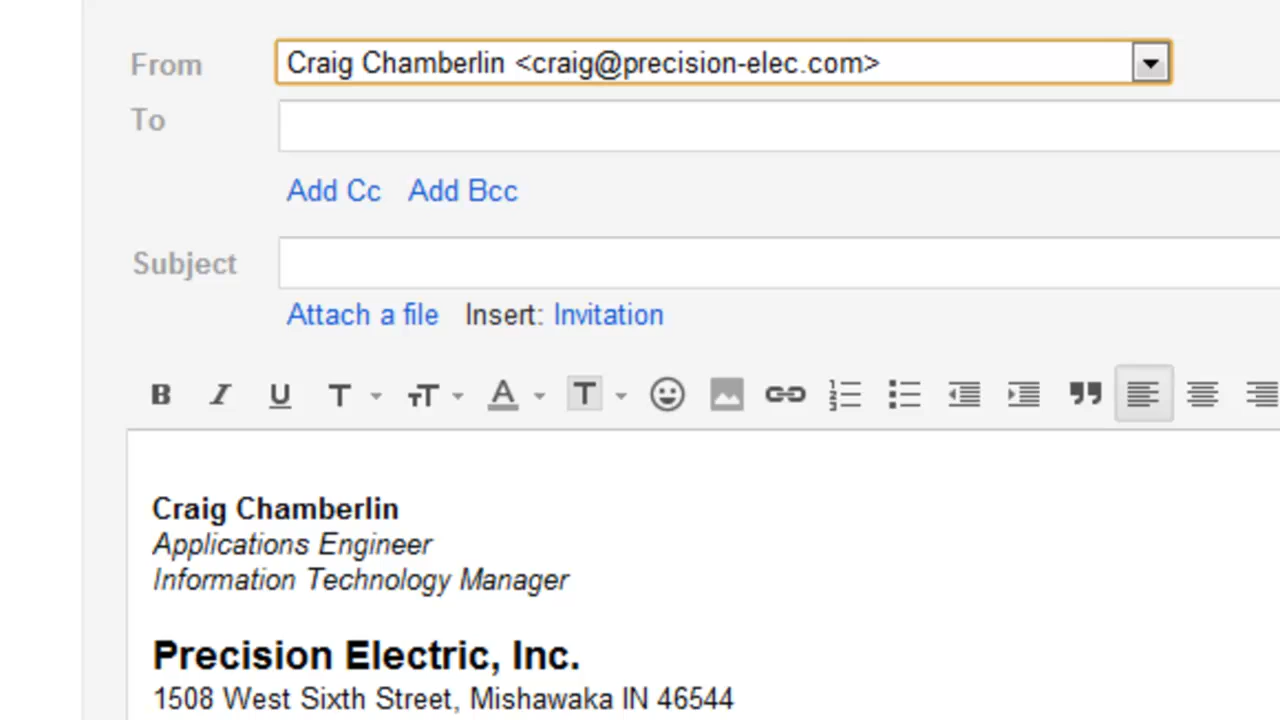 From Craig Chamberlin <craig@precision-elec.com>
To
Add Cc Add Bcc
Subject
Attach a file Insert: Invitation
B I U T T A T
Craig Chamberlin
Applications Engineer
Information Technology Manager
Precision Electric, Inc.
1508 West Sixth Street, Mishawaka IN 46544